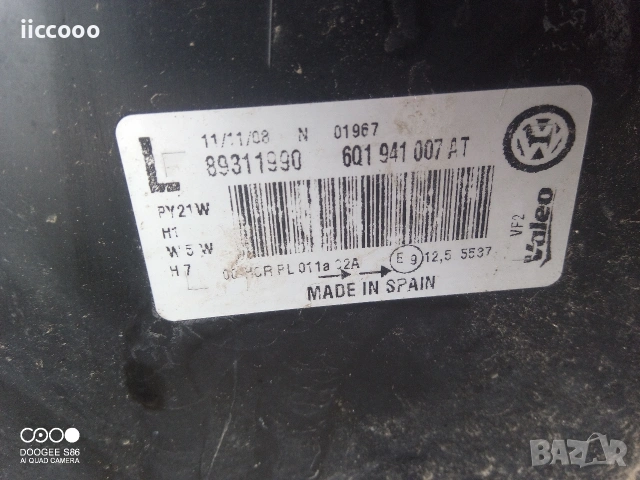 iiccooo
11/11/08 N 01967
L 89311990 6Q1 941 007 AT
PY21W
H1
W5W
H7
HCR PL 011a 02A E 9 12,5 5537
MADE IN SPAIN
VF2
Valeo
DOOGEE S86
AI QUAD CAMERA
BAZAR